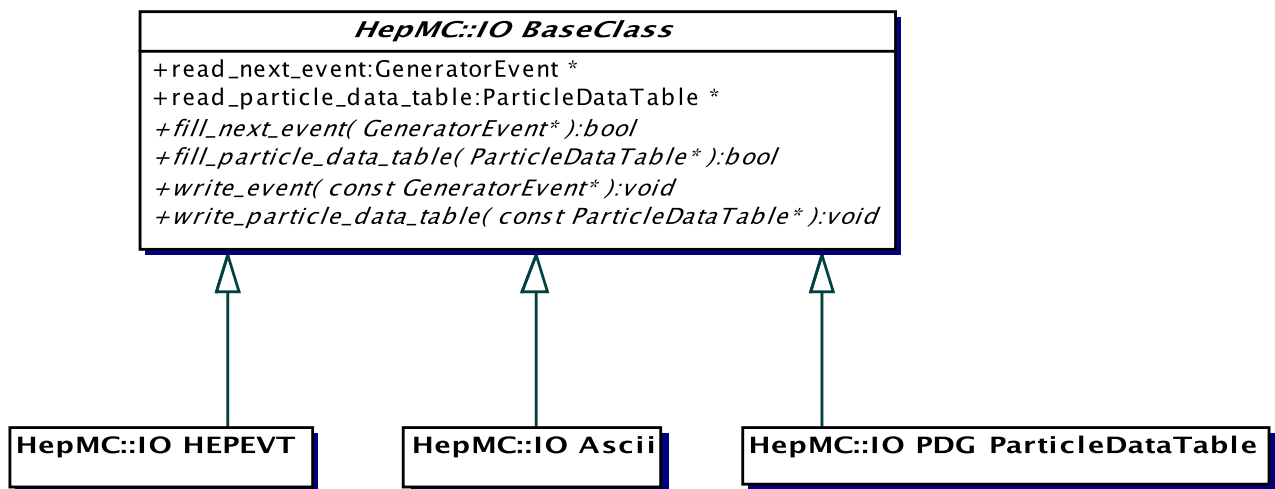 HepMC::IO BaseClass
+read_next_event:GeneratorEvent *
+read_particle_data_table:ParticleDataTable *
+fill_next_event( GeneratorEvent* ):bool
+fill_particle_data_table( ParticleDataTable* ):bool
+write_event( const GeneratorEvent* ):void
+write_particle_data_table( const ParticleDataTable* ):void
HepMC::IO HEPEVT
HepMC::IO Ascii
HepMC::IO PDG ParticleDataTable